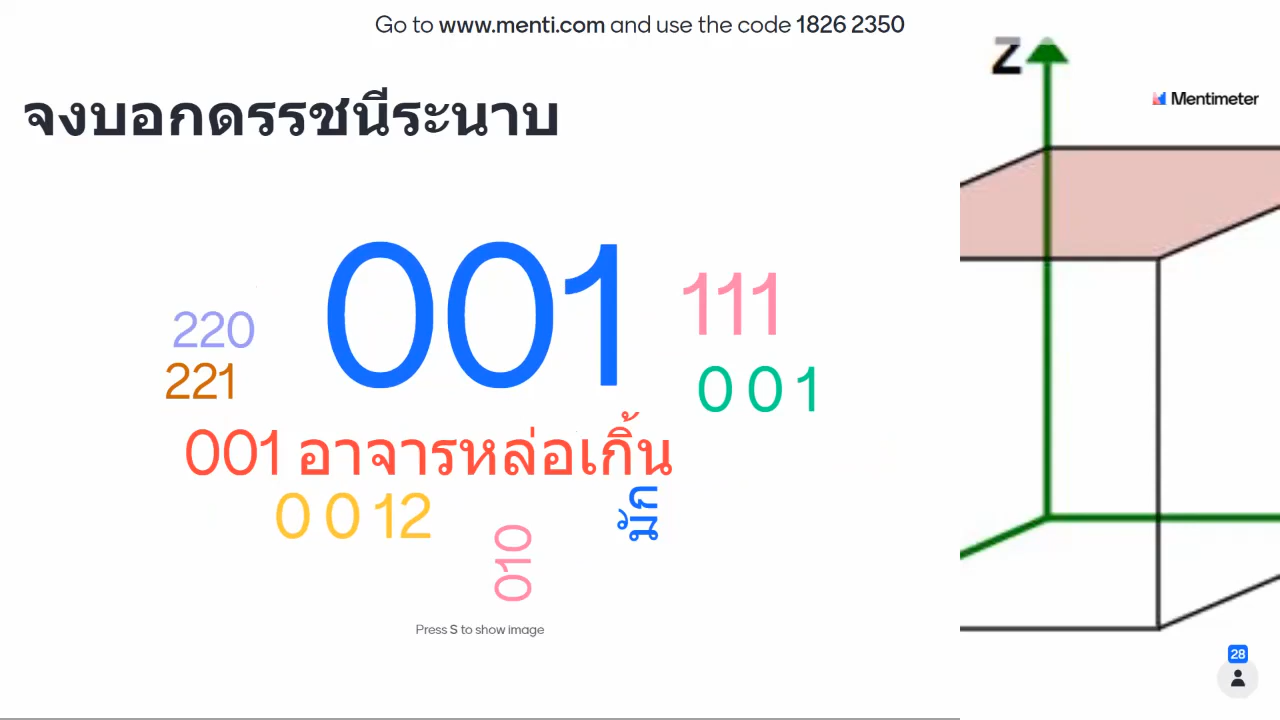 Go to www.menti.com and use the code 1826 2350
Z
Mentimeter
จงบอกดรรชนีระนาบ
001
111
220
221
0 0 1
001 อาจารหล่อเกิ้น
0 0 12
010
มัก
Press S to show image
28